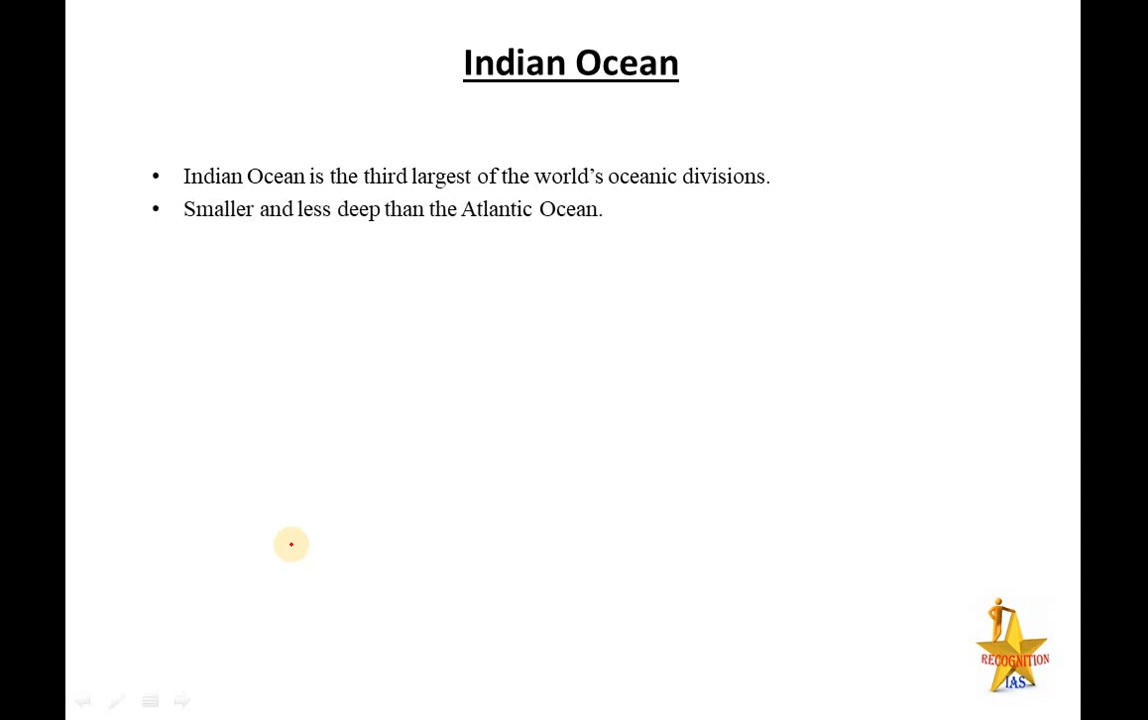 Indian Ocean
• Indian Ocean is the third largest of the world’s oceanic divisions.
• Smaller and less deep than the Atlantic Ocean.
RECOGNITION
IAS